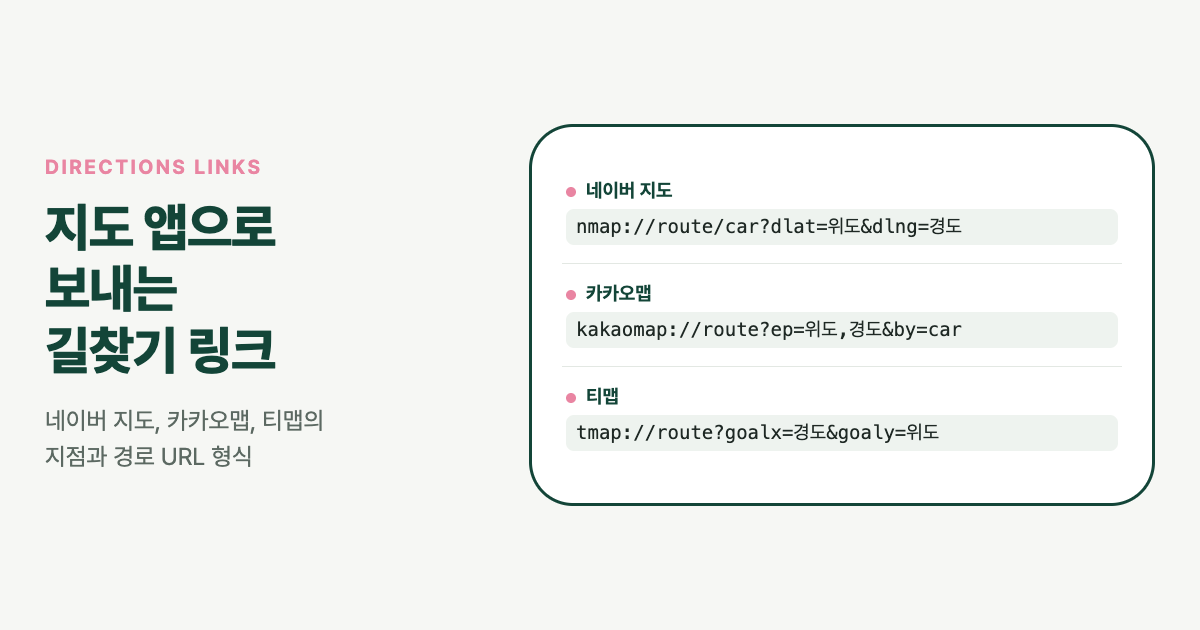 DIRECTIONS LINKS
지도 앱으로
보내는
길찾기 링크
네이버 지도, 카카오맵, 티맵의
지점과 경로 URL 형식
네이버 지도
nmap://route/car?dlat=위도&dlng=경도
카카오맵
kakaomap://route?ep=위도,경도&by=car
티맵
tmap://route?goalx=경도&goaly=위도